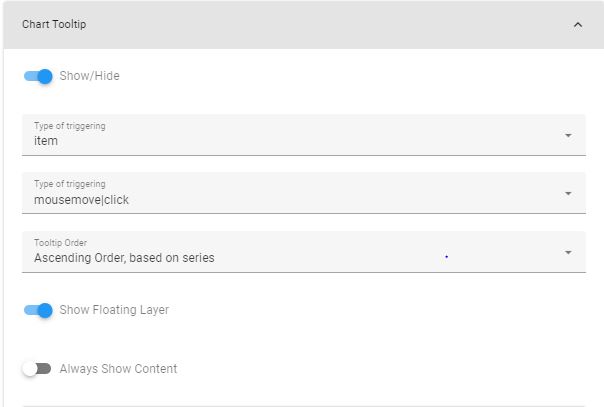 Chart Tooltip
Show/Hide
Type of triggering
item
Type of triggering
mousemove|click
Tooltip Order
Ascending Order, based on series
Show Floating Layer
Always Show Content